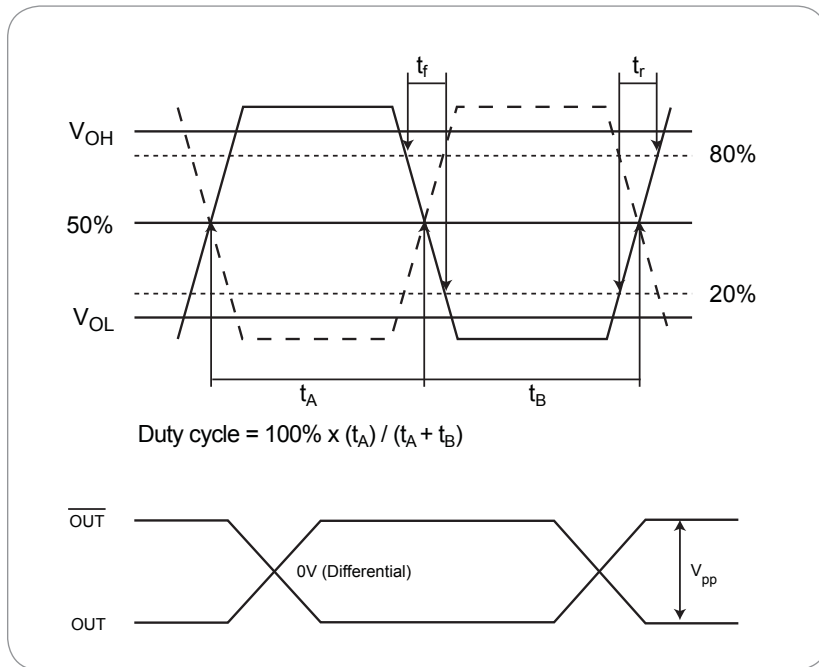 tf
tr
VOH
80%
50%
20%
VOL
tA
tB
Duty cycle = 100% x (tA) / (tA + tB)
OUT
0V (Differential)
Vpp
OUT